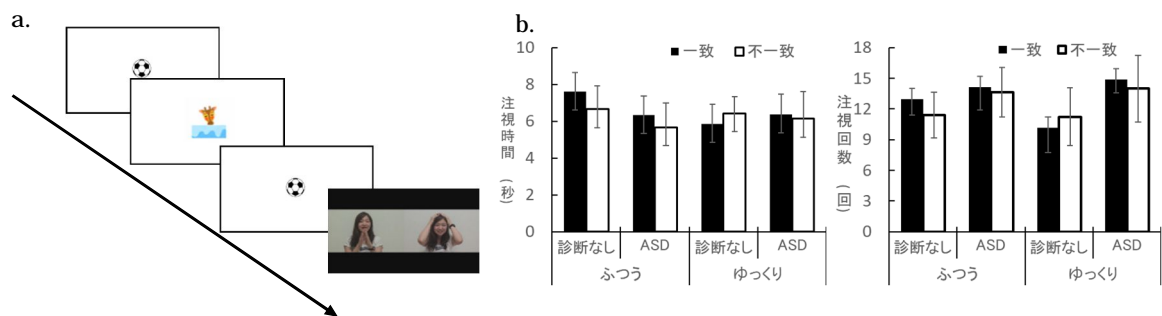 a.
b.
■一致 □不一致
10
8
6
4
2
0
注視時間(秒)
診断なし ASD 診断なし ASD
ふつう ゆっくり
■一致 □不一致
18
15
12
9
6
3
0
注視回数(回)
診断なし ASD 診断なし ASD
ふつう ゆっくり